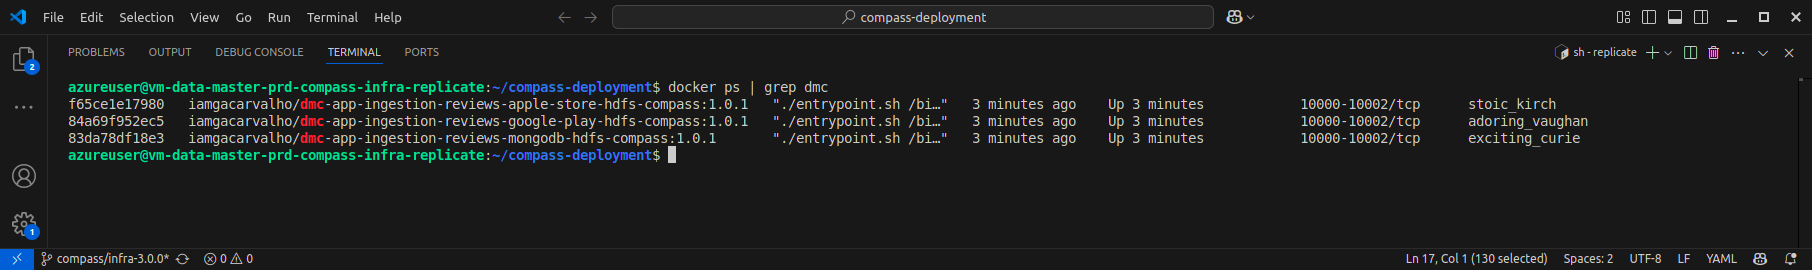 File Edit Selection View Go Run Terminal Help compass-deployment
PROBLEMS OUTPUT DEBUG CONSOLE TERMINAL PORTS sh - replicate
2
azureuser@vm-data-master-prd-compass-infra-replicate:~/compass-deployment$ docker ps | grep dmc
f65ce1e17980 iamgacarvalho/dmc-app-ingestion-reviews-apple-store-hdfs-compass:1.0.1 "./entrypoint.sh /bi…" 3 minutes ago Up 3 minutes 10000-10002/tcp stoic_kirch
84a69f952ec5 iamgacarvalho/dmc-app-ingestion-reviews-google-play-hdfs-compass:1.0.1 "./entrypoint.sh /bi…" 3 minutes ago Up 3 minutes 10000-10002/tcp adoring_vaughan
83da78df18e3 iamgacarvalho/dmc-app-ingestion-reviews-mongodb-hdfs-compass:1.0.1 "./entrypoint.sh /bi…" 3 minutes ago Up 3 minutes 10000-10002/tcp exciting_curie
azureuser@vm-data-master-prd-compass-infra-replicate:~/compass-deployment$
1
compass/infra-3.0.0* 0 0 Ln 17, Col 1 (130 selected) Spaces: 2 UTF-8 LF YAML